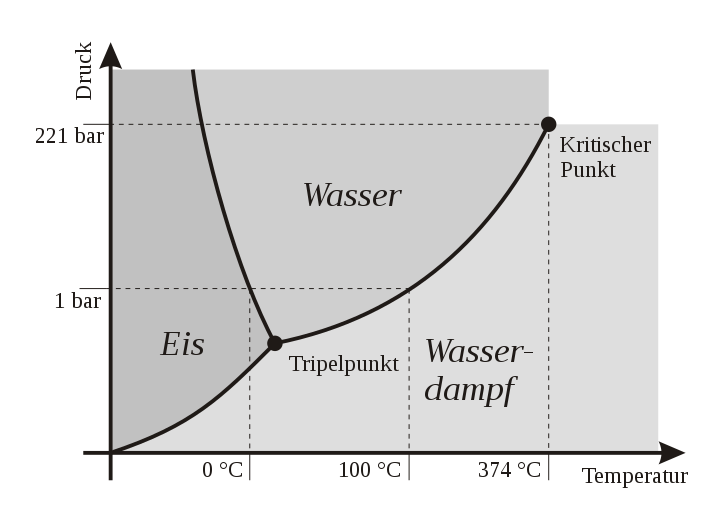 Druck
221 bar
Kritischer
Punkt
Wasser
1 bar
Eis
Wasser–
dampf
Tripelpunkt
0 °C
100 °C
374 °C
Temperatur